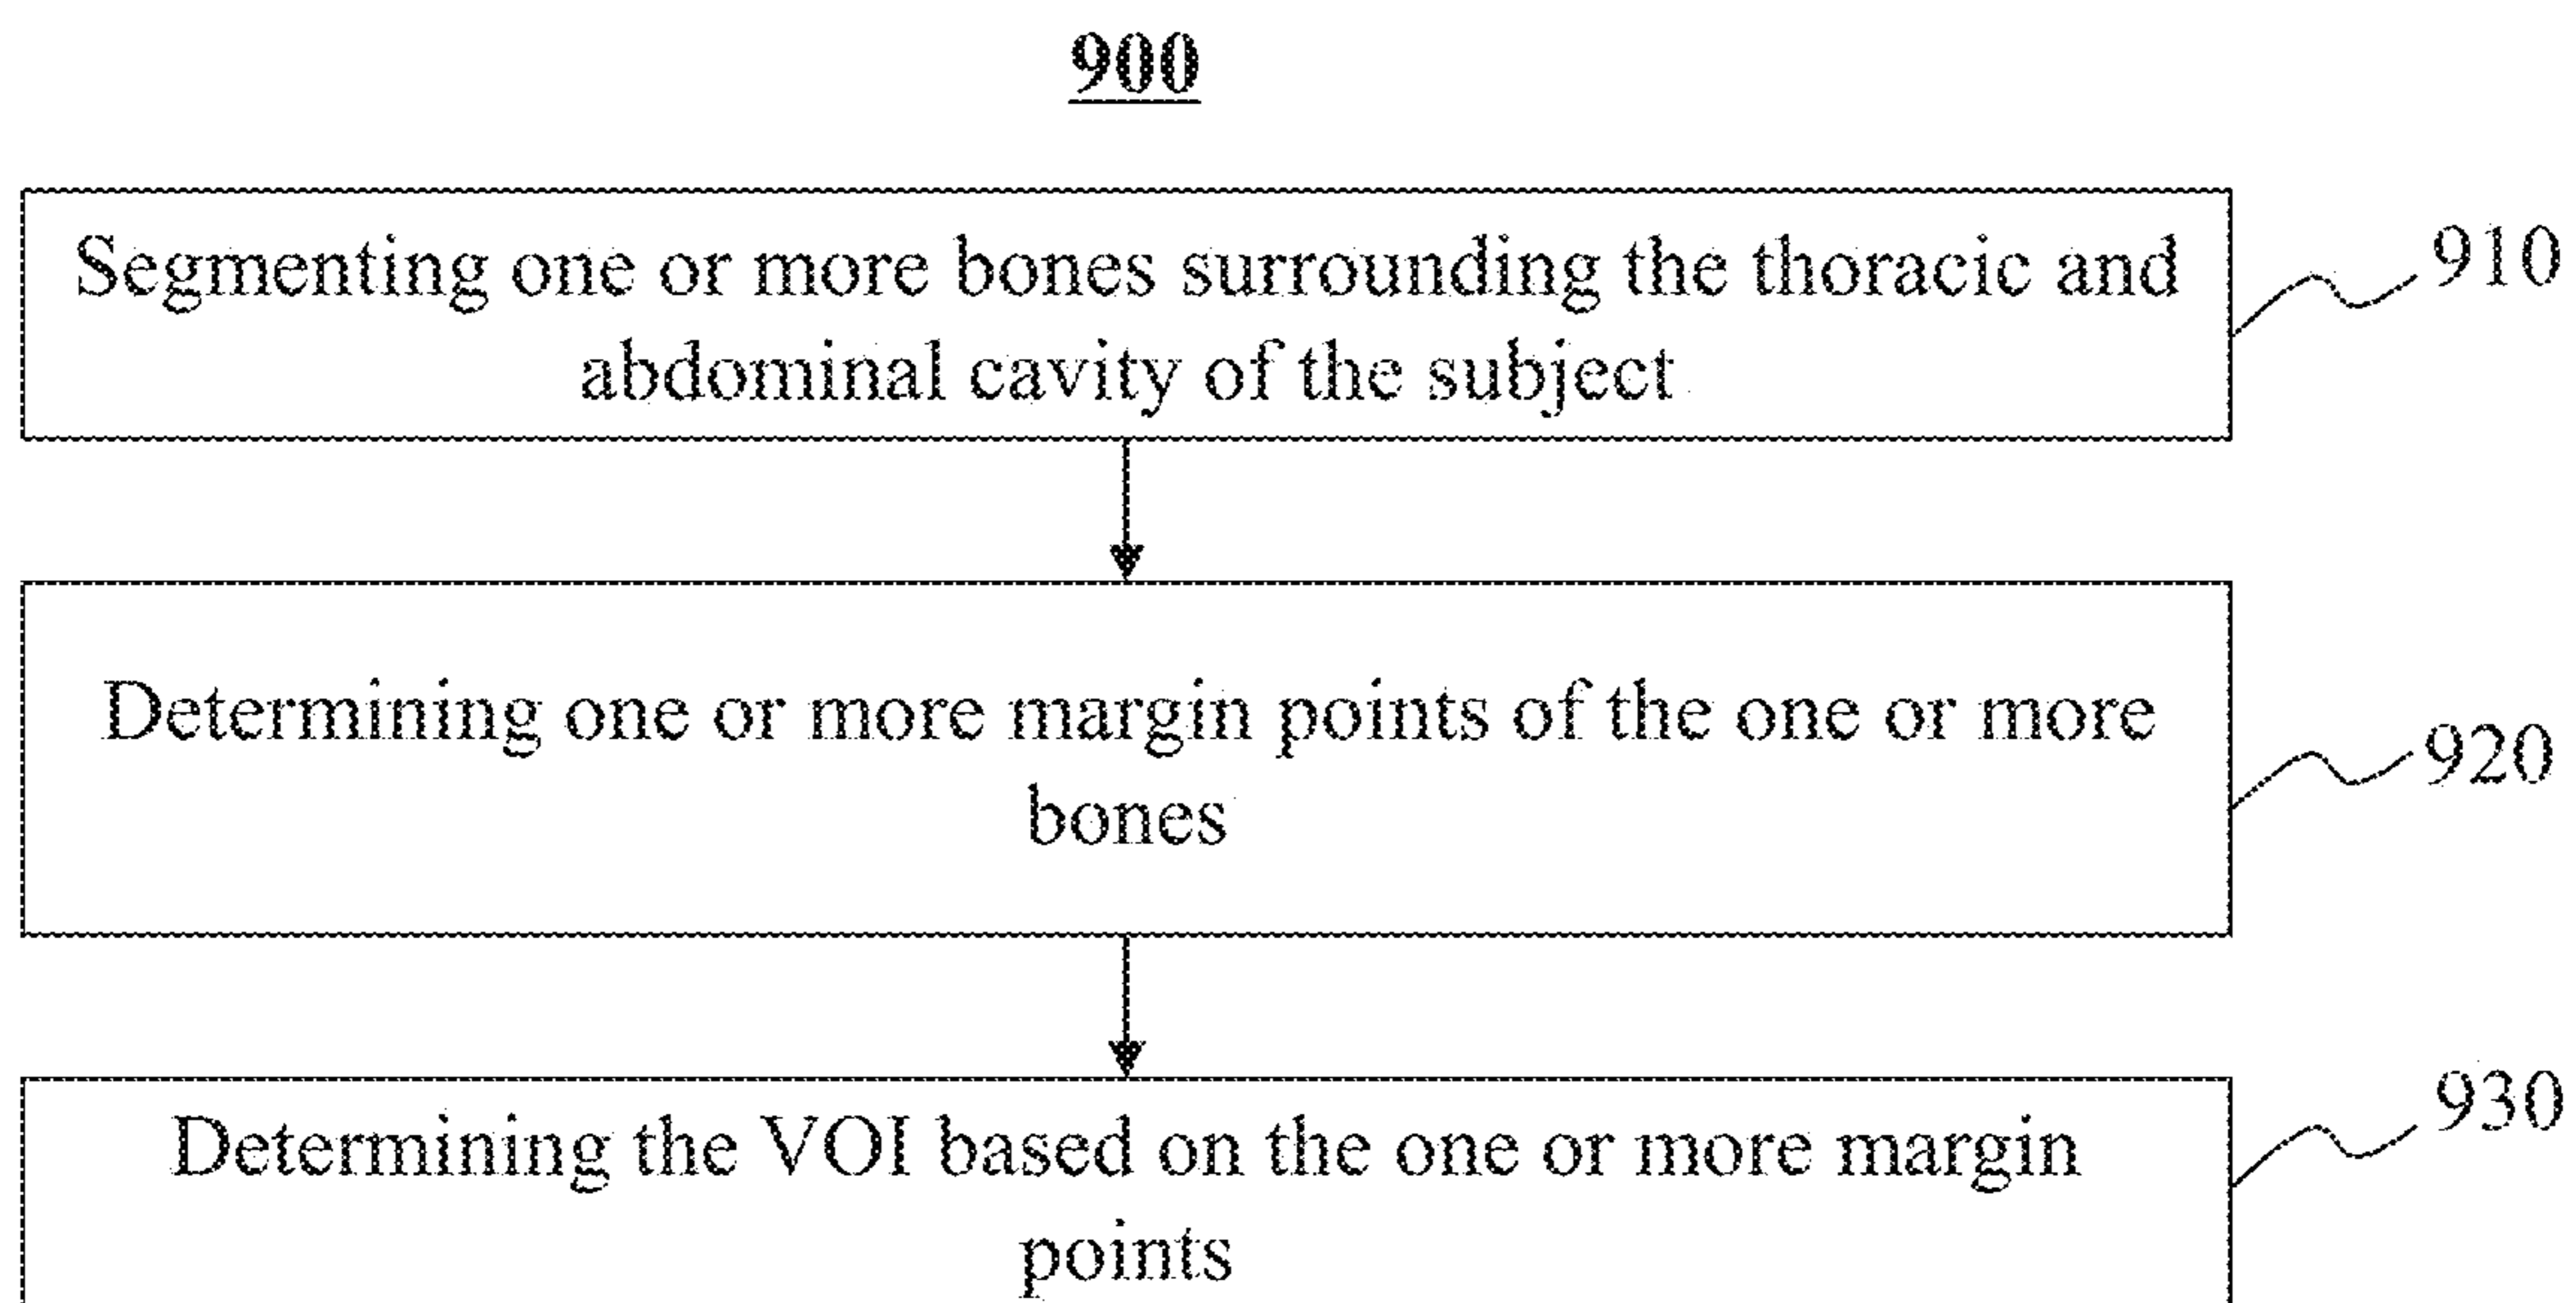 900
Segmenting one or more bones surrounding the thoracic and
abdominal cavity of the subject
910
Determining one or more margin points of the one or more
bones
920
Determining the VOI based on the one or more margin
points
930